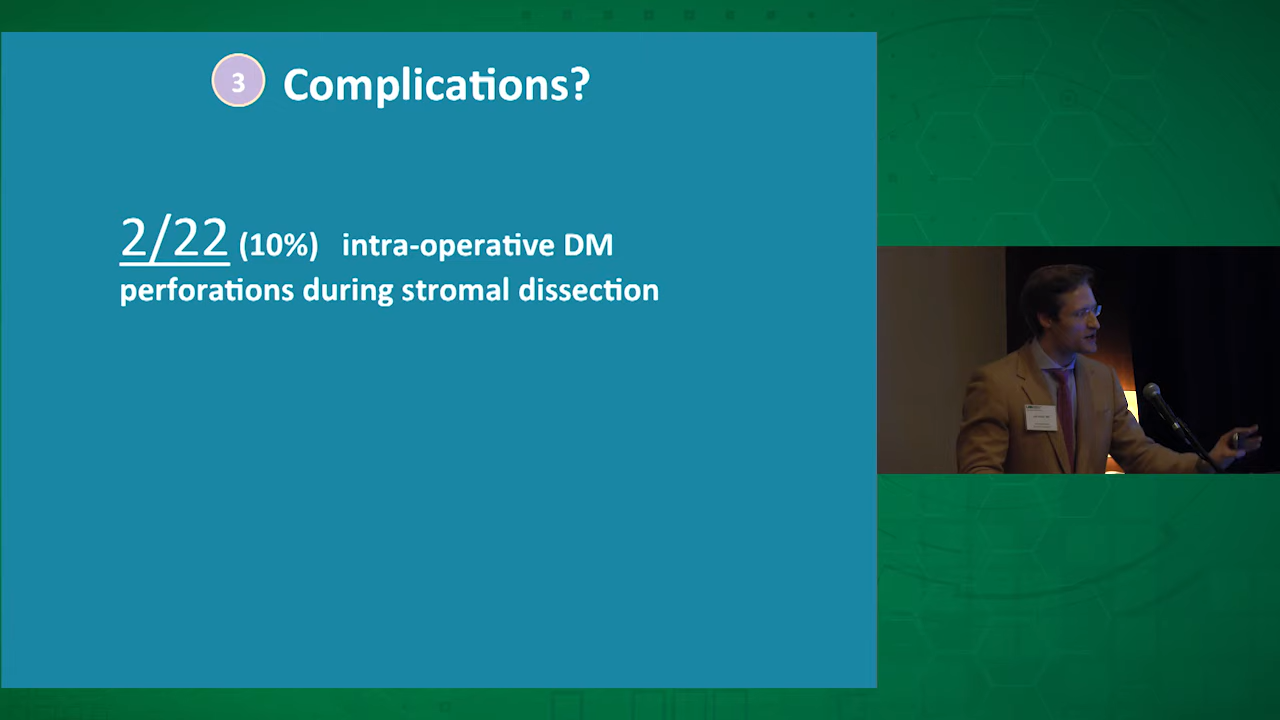 3 Complications?
2/22 (10%) intra-operative DM
perforations during stromal dissection